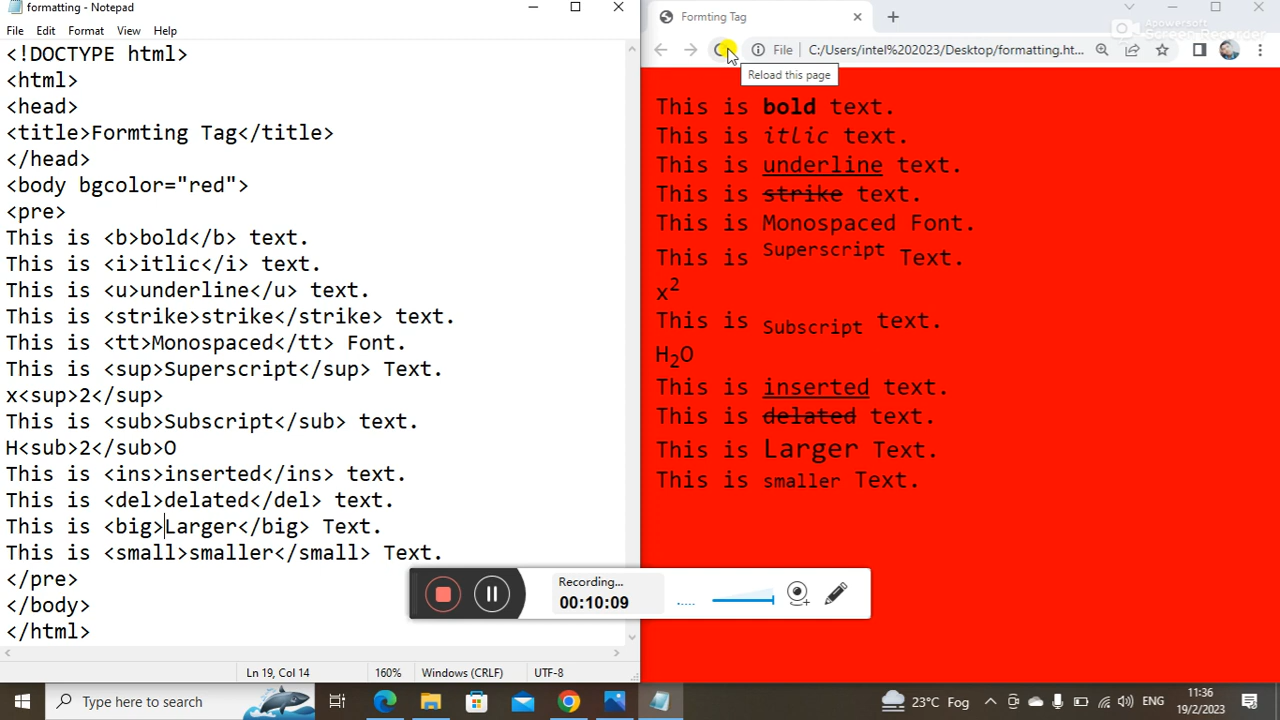 formatting - Notepad
File Edit Format View Help
<!DOCTYPE html>
<html>
<head>
<title>Formting Tag</title>
</head>
<body bgcolor="red">
<pre>
This is <b>bold</b> text.
This is <i>itlic</i> text.
This is <u>underline</u> text.
This is <strike>strike</strike> text.
This is <tt>Monospaced</tt> Font.
This is <sup>Superscript</sup> Text.
x<sup>2</sup>
This is <sub>Subscript</sub> text.
H<sub>2</sub>O
This is <ins>inserted</ins> text.
This is <del>delated</del> text.
This is <big>Larger</big> Text.
This is <small>smaller</small> Text.
</pre>
</body>
</html>
Ln 19, Col 14 160% Windows (CRLF) UTF-8
Formting Tag
Apowersoft
Screen Recorder
File C:/Users/intel%202023/Desktop/formatting.ht...
Reload this page
This is bold text.
This is itlic text.
This is underline text.
This is strike text.
This is Monospaced Font.
This is Superscript Text.
x2
This is Subscript text.
H2O
This is inserted text.
This is delated text.
This is Larger Text.
This is smaller Text.
Recording...
00:10:09
Type here to search
23°C Fog
ENG
11:36
19/2/2023